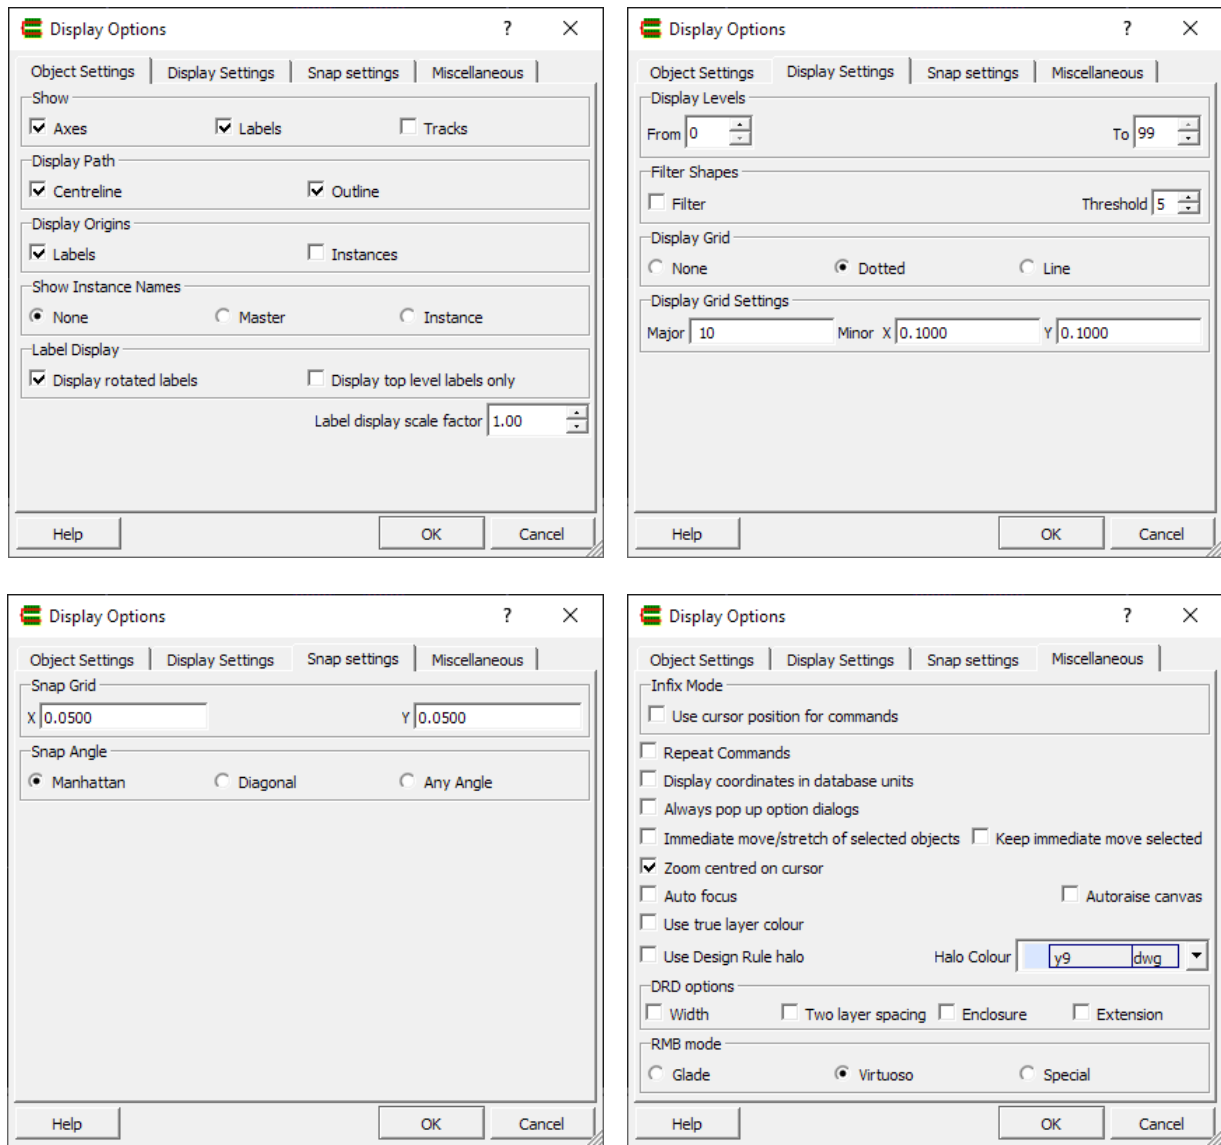 Display Options
Object Settings Display Settings Snap settings Miscellaneous
Show
Axes Labels Tracks
Display Path
Centreline Outline
Display Origins
Labels Instances
Show Instance Names
None Master Instance
Label Display
Display rotated labels Display top level labels only
Label display scale factor 1.00
Help OK Cancel
Display Options
Object Settings Display Settings Snap settings Miscellaneous
Display Levels
From 0 To 99
Filter Shapes
Filter Threshold 5
Display Grid
None Dotted Line
Display Grid Settings
Major 10 Minor X 0.1000 Y 0.1000
Help OK Cancel
Display Options
Object Settings Display Settings Snap settings Miscellaneous
Snap Grid
X 0.0500 Y 0.0500
Snap Angle
Manhattan Diagonal Any Angle
Help OK Cancel
Display Options
Object Settings Display Settings Snap settings Miscellaneous
Infix Mode
Use cursor position for commands
Repeat Commands
Display coordinates in database units
Always pop up option dialogs
Immediate move/stretch of selected objects Keep immediate move selected
Zoom centred on cursor
Auto focus Autoraise canvas
Use true layer colour
Use Design Rule halo Halo Colour y9 dwg
DRD options
Width Two layer spacing Enclosure Extension
RMB mode
Glade Virtuoso Special
Help OK Cancel